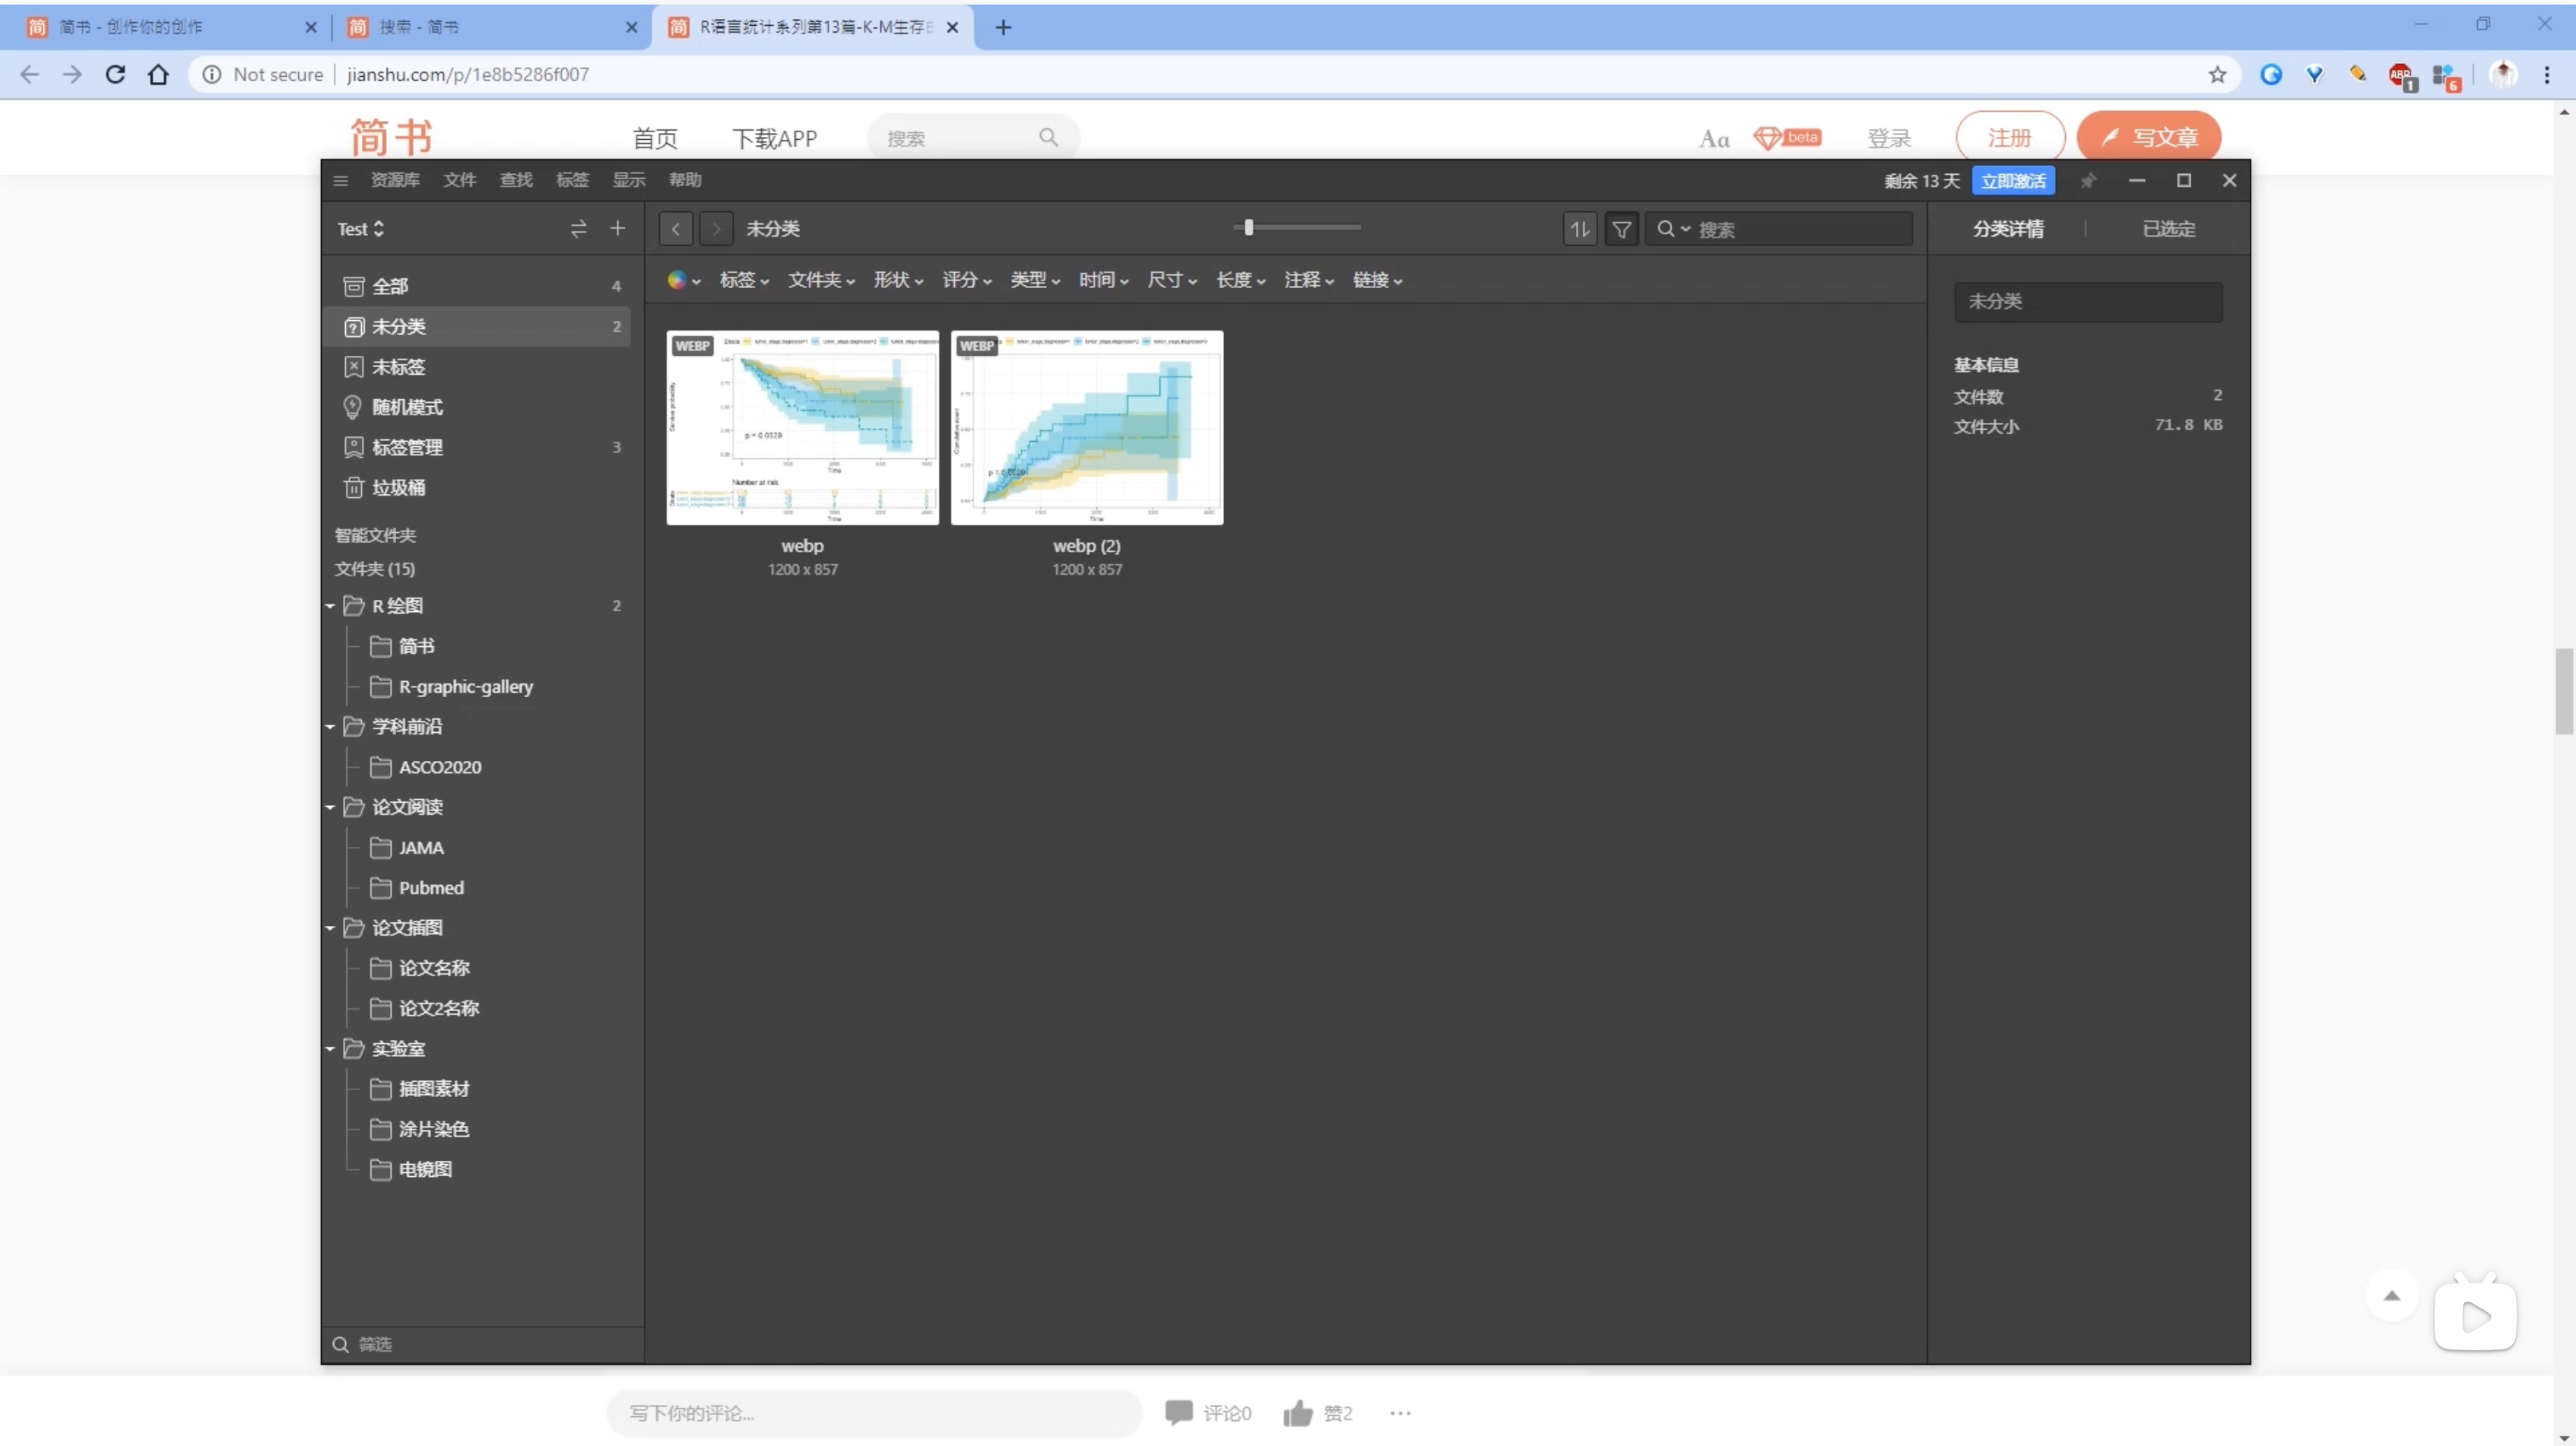 简书 - 创作你的创作
搜索 - 简书
R语言统计系列第13篇-K-M生存
Not secure
jianshu.com/p/1e8b5286f007
ABP 1
6
简书
首页
下载APP
搜索
Aa
beta
登录
注册
写文章
资源库 文件 查找 标签 显示 帮助
剩余 13 天
立即激活
Test
未分类
搜索
分类详情
已选定
标签 文件夹 形状 评分 类型 时间 尺寸 长度 注释 链接
全部 4
未分类 2
未标签
随机模式
标签管理 3
垃圾桶
智能文件夹
文件夹 (15)
R 绘图 2
简书
R-graphic-gallery
学科前沿
ASCO2020
论文阅读
JAMA
Pubmed
论文插图
论文名称
论文2名称
实验室
插图素材
涂片染色
电镜图
筛选
WEBP
Survival probability
p = 0.0029
Time
Number at risk
Time
webp
1200 x 857
WEBP
Cumulative event
Time
webp (2)
1200 x 857
未分类
基本信息
文件数 2
文件大小 71.8 KB
写下你的评论...
评论0
赞2